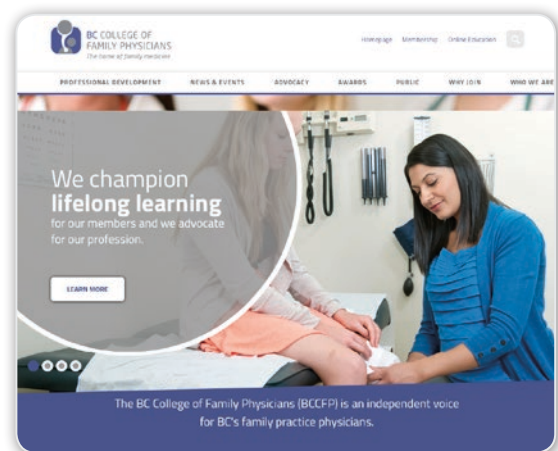 BC COLLEGE OF
FAMILY PHYSICIANS
The home of family medicine
Homepage Membership Online Education
PROFESSIONAL DEVELOPMENT NEWS & EVENTS ADVOCACY AWARDS PUBLIC WHY JOIN WHO WE ARE
We champion
lifelong learning
for our members and we advocate
for our profession.
LEARN MORE
The BC College of Family Physicians (BCCFP) is an independent voice
for BC's family practice physicians.